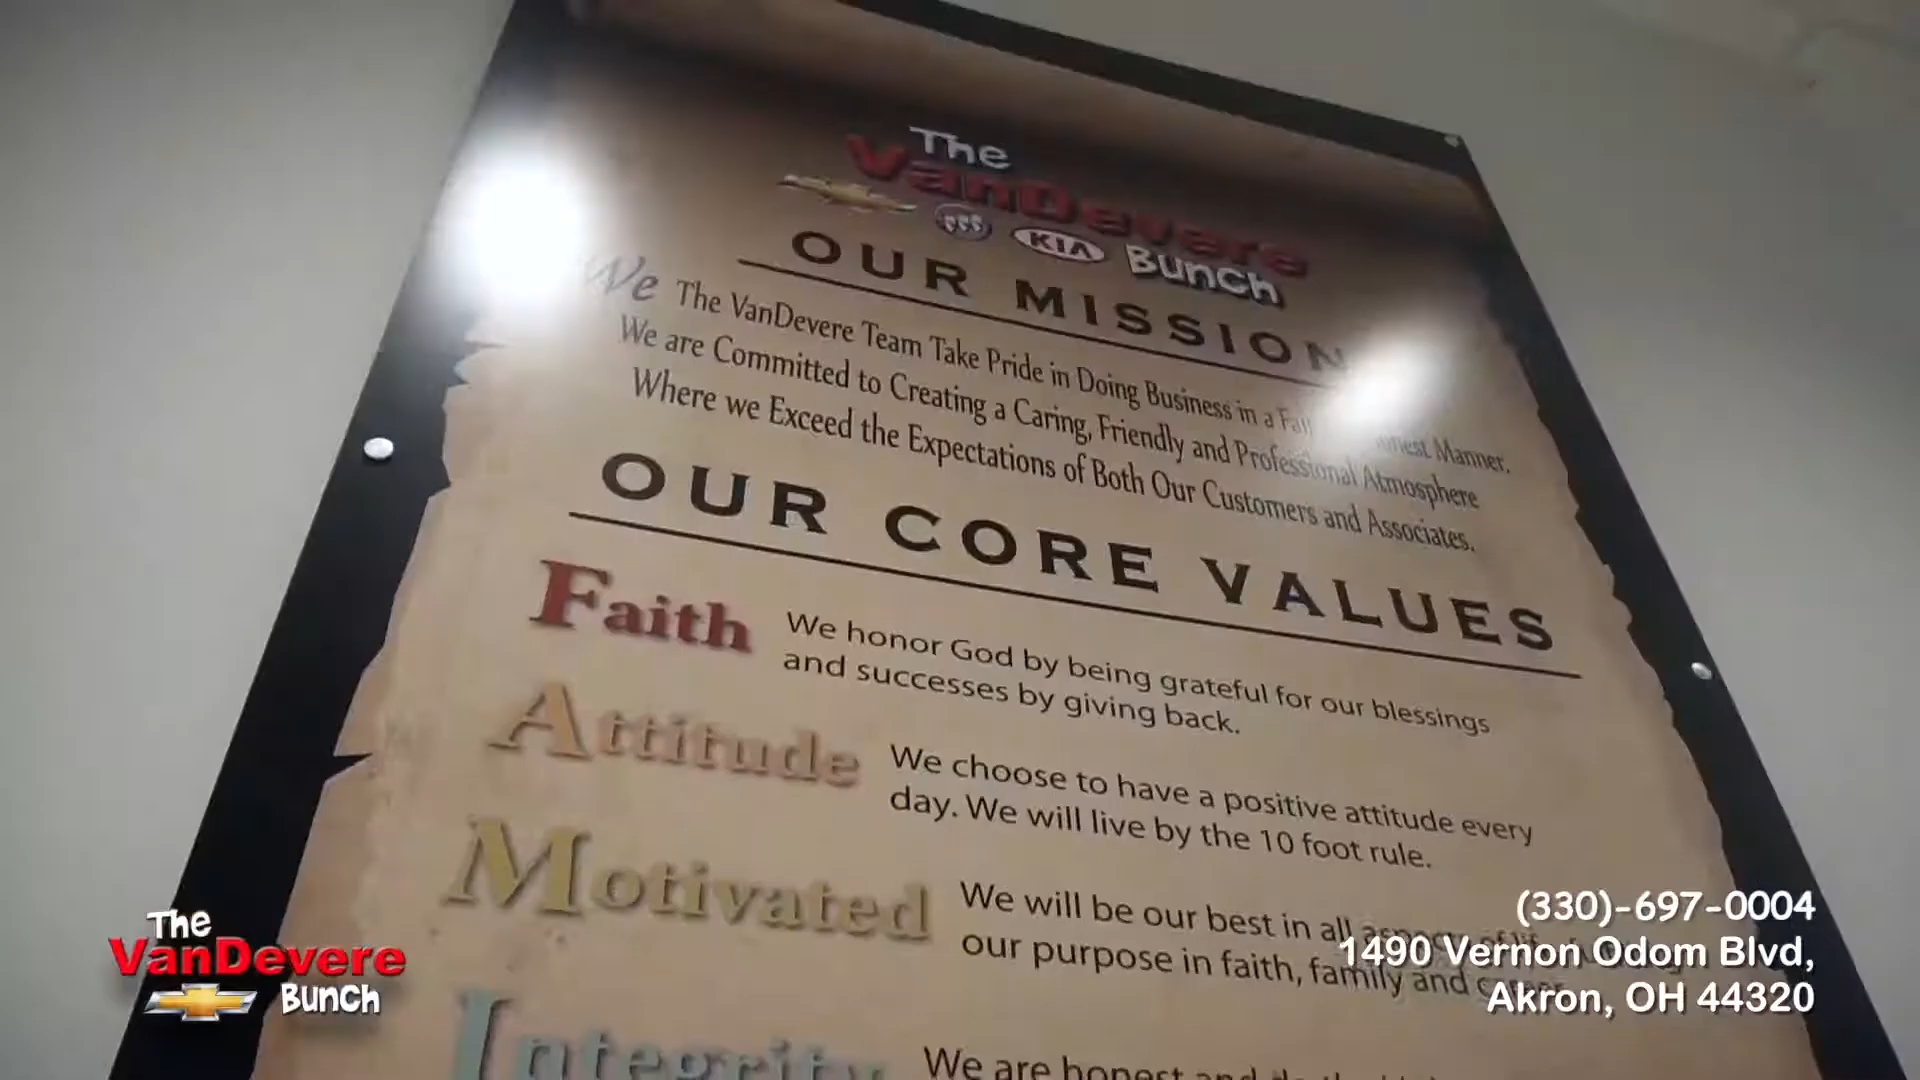 The
VanDevere
KIA Bunch
OUR MISSION
We The VanDevere Team Take Pride in Doing Business in a Manner.
We are Committed to Creating a Caring, Friendly and Professional Atmosphere
Where we Exceed the Expectations of Both Our Customers and Associates.
OUR CORE VALUES
Faith We honor God by being grateful for our blessings
and successes by giving back.
Attitude We choose to have a positive attitude every
day. We will live by the 10 foot rule.
Motivated We will be our best in all
our purpose in faith, family and
Integrity We are honest and
The
VanDevere
Bunch
(330)-697-0004
1490 Vernon Odom Blvd,
Akron, OH 44320